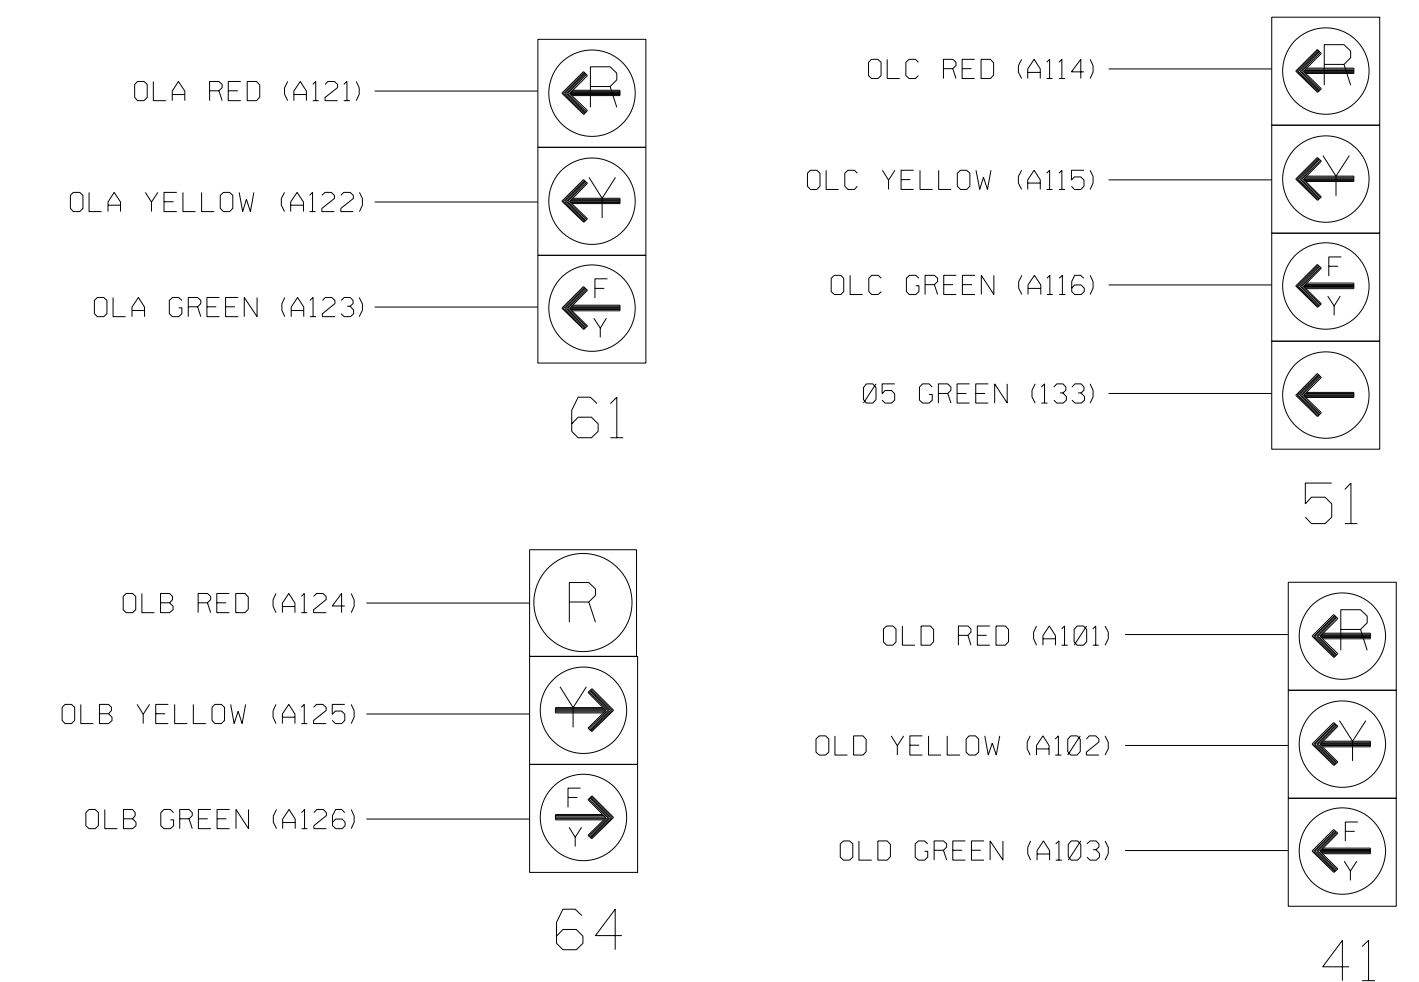 OLA RED (A121)
R
OLA YELLOW (A122)
Y
OLA GREEN (A123)
F
Y
61
OLC RED (A114)
R
OLC YELLOW (A115)
Y
OLC GREEN (A116)
F
Y
Ø5 GREEN (133)
51
OLB RED (A124)
R
OLB YELLOW (A125)
Y
OLB GREEN (A126)
F
Y
64
OLD RED (A1Ø1)
R
OLD YELLOW (A1Ø2)
Y
OLD GREEN (A1Ø3)
F
Y
41